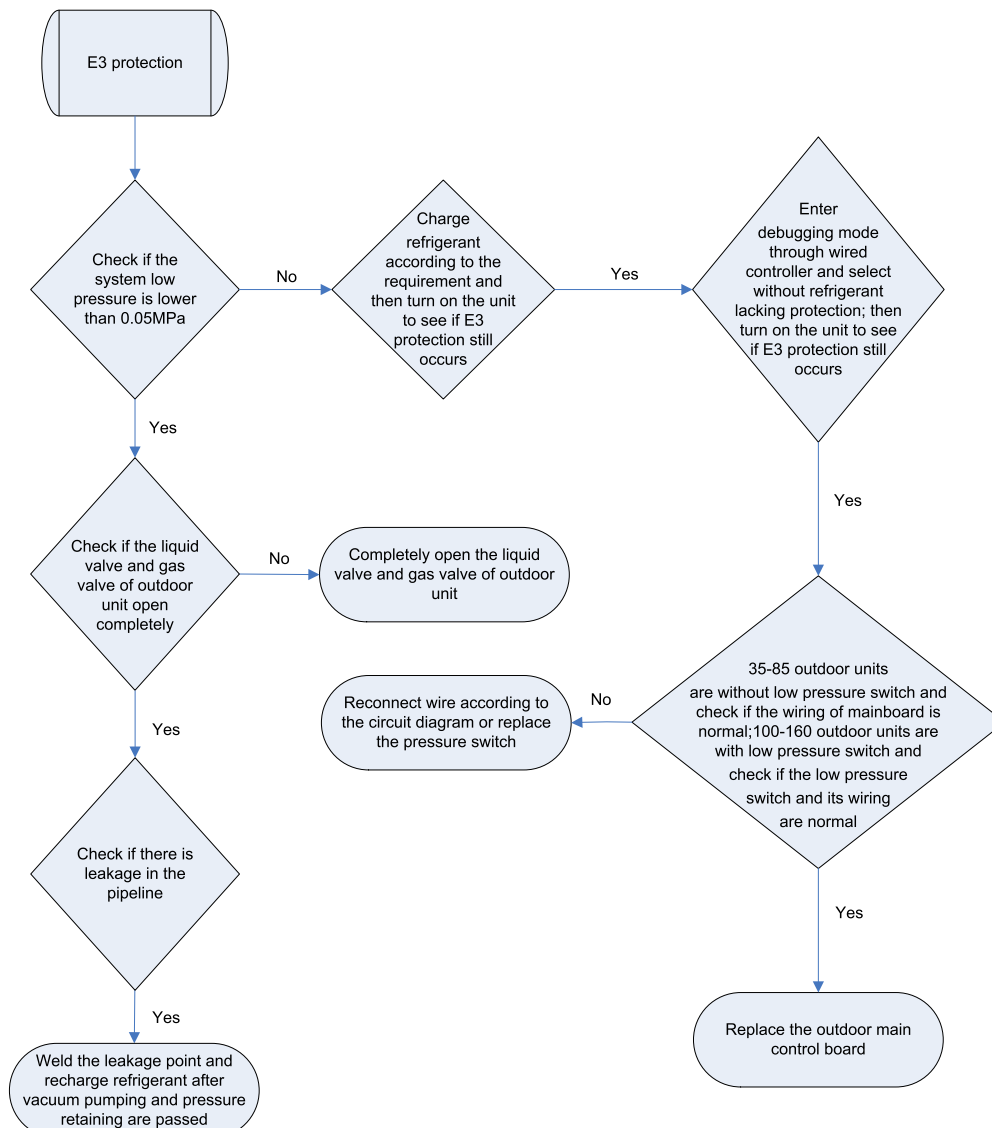 E3 protection
Check if the
system low
pressure is lower
than 0.05MPa
No
Charge
refrigerant
according to the
requirement and
then turn on the unit
to see if E3
protection still
occurs
Yes
Enter
debugging mode
through wired
controller and select
without refrigerant
lacking protection; then
turn on the unit to see
if E3 protection still
occurs
Yes
Yes
Check if the liquid
valve and gas
valve of outdoor
unit open
completely
No
Completely open the liquid
valve and gas valve of outdoor
unit
35-85 outdoor units
are without low pressure switch and
check if the wiring of mainboard is
normal;100-160 outdoor units are
with low pressure switch and
check if the low pressure
switch and its wiring
are normal
No
Reconnect wire according to
the circuit diagram or replace
the pressure switch
Yes
Check if there is
leakage in the
pipeline
Yes
Weld the leakage point and
recharge refrigerant after
vacuum pumping and pressure
retaining are passed
Yes
Replace the outdoor main
control board